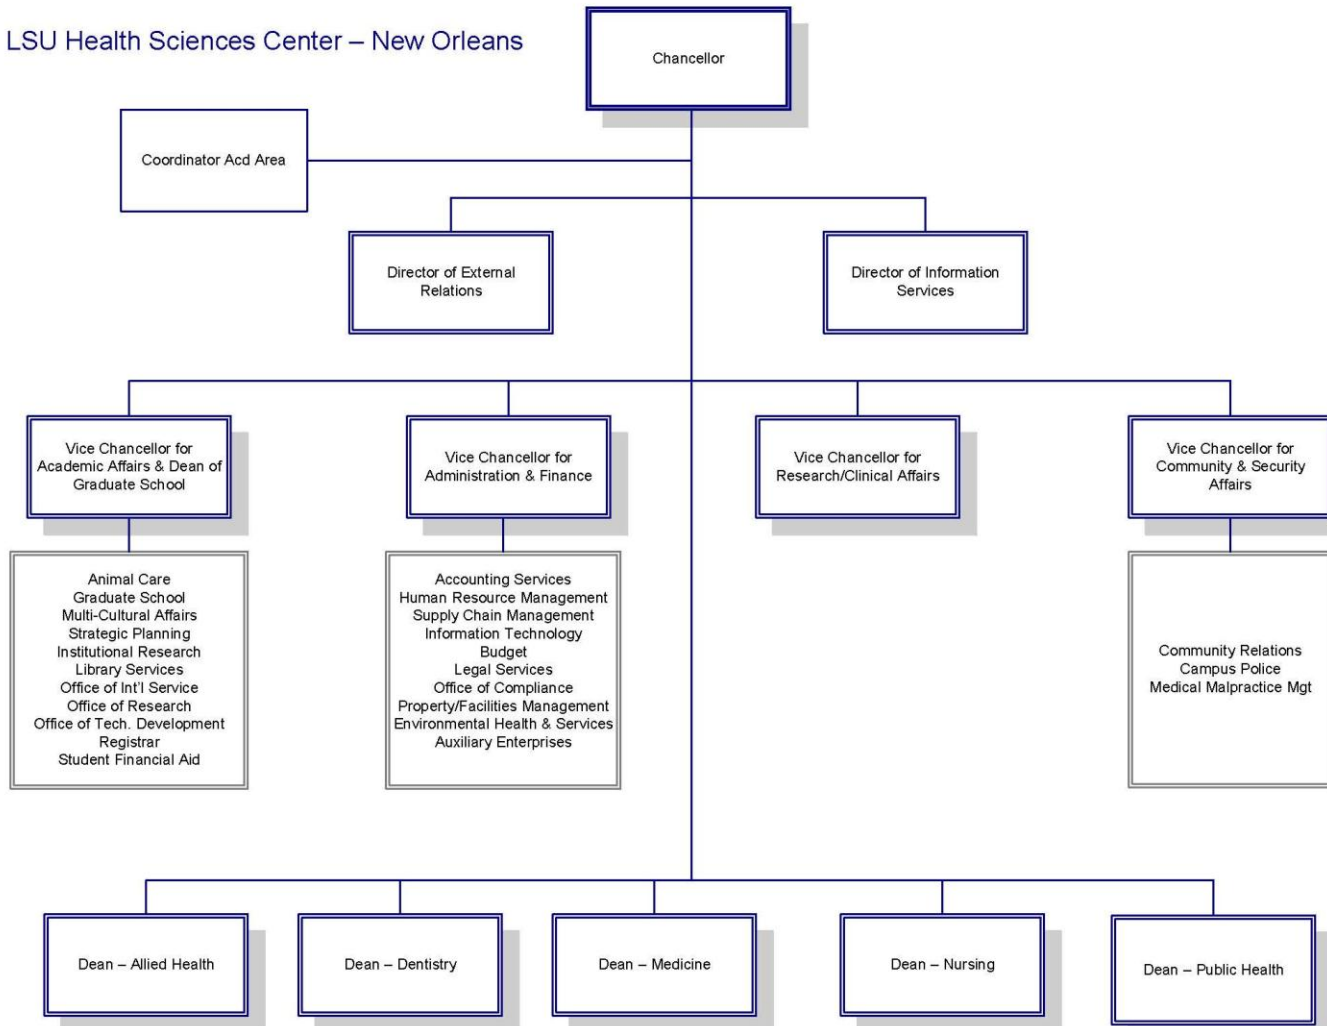 LSU Health Sciences Center – New Orleans
Chancellor
Coordinator Acd Area
Director of External
Relations
Director of Information
Services
Vice Chancellor for
Academic Affairs & Dean of
Graduate School
Vice Chancellor for
Administration & Finance
Vice Chancellor for
Research/Clinical Affairs
Vice Chancellor for
Community & Security
Affairs
Animal Care
Graduate School
Multi-Cultural Affairs
Strategic Planning
Institutional Research
Library Services
Office of Int'l Service
Office of Research
Office of Tech. Development
Registrar
Student Financial Aid
Accounting Services
Human Resource Management
Supply Chain Management
Information Technology
Budget
Legal Services
Office of Compliance
Property/Facilities Management
Environmental Health & Services
Auxiliary Enterprises
Community Relations
Campus Police
Medical Malpractice Mgt
Dean – Allied Health
Dean – Dentistry
Dean – Medicine
Dean – Nursing
Dean – Public Health